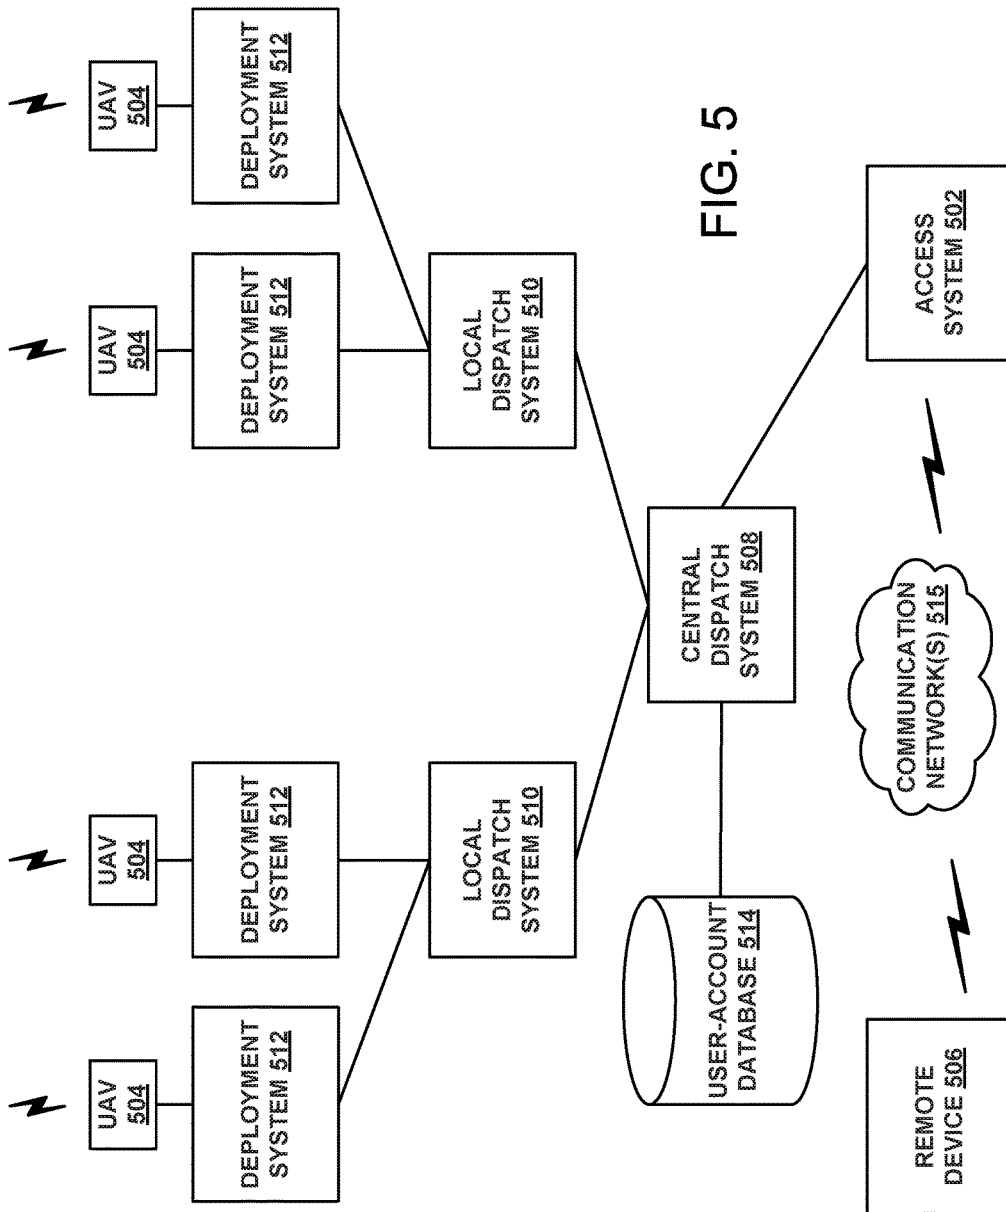 FIG. 5
REMOTE
DEVICE 506
COMMUNICATION
NETWORK(S) 515
ACCESS
SYSTEM 502
USER-ACCOUNT
DATABASE 514
CENTRAL
DISPATCH
SYSTEM 508
LOCAL
DISPATCH
SYSTEM 510
LOCAL
DISPATCH
SYSTEM 510
DEPLOYMENT
SYSTEM 512
DEPLOYMENT
SYSTEM 512
DEPLOYMENT
SYSTEM 512
DEPLOYMENT
SYSTEM 512
UAV
504
UAV
504
UAV
504
UAV
504